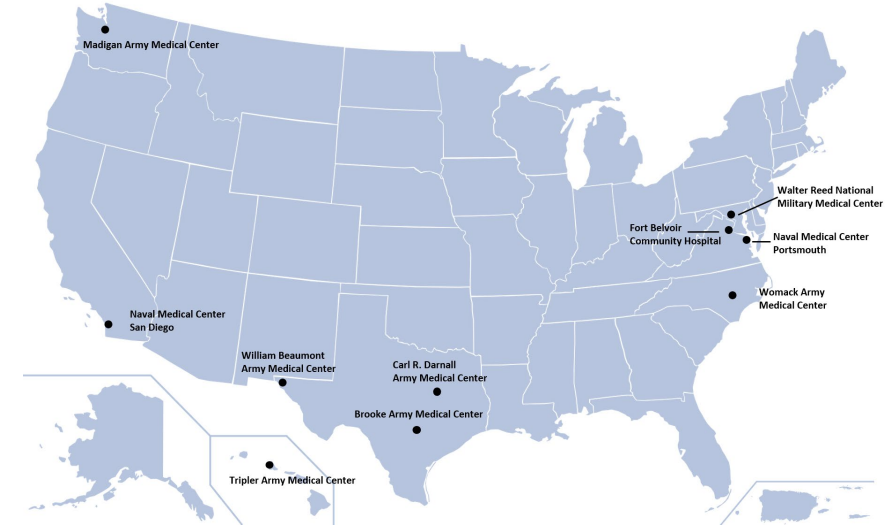 Madigan Army Medical Center
Walter Reed National
Military Medical Center
Fort Belvoir
Community Hospital
Naval Medical Center
Portsmouth
Womack Army
Medical Center
Naval Medical Center
San Diego
William Beaumont
Army Medical Center
Carl R. Darnall
Army Medical Center
Brooke Army Medical Center
Tripler Army Medical Center